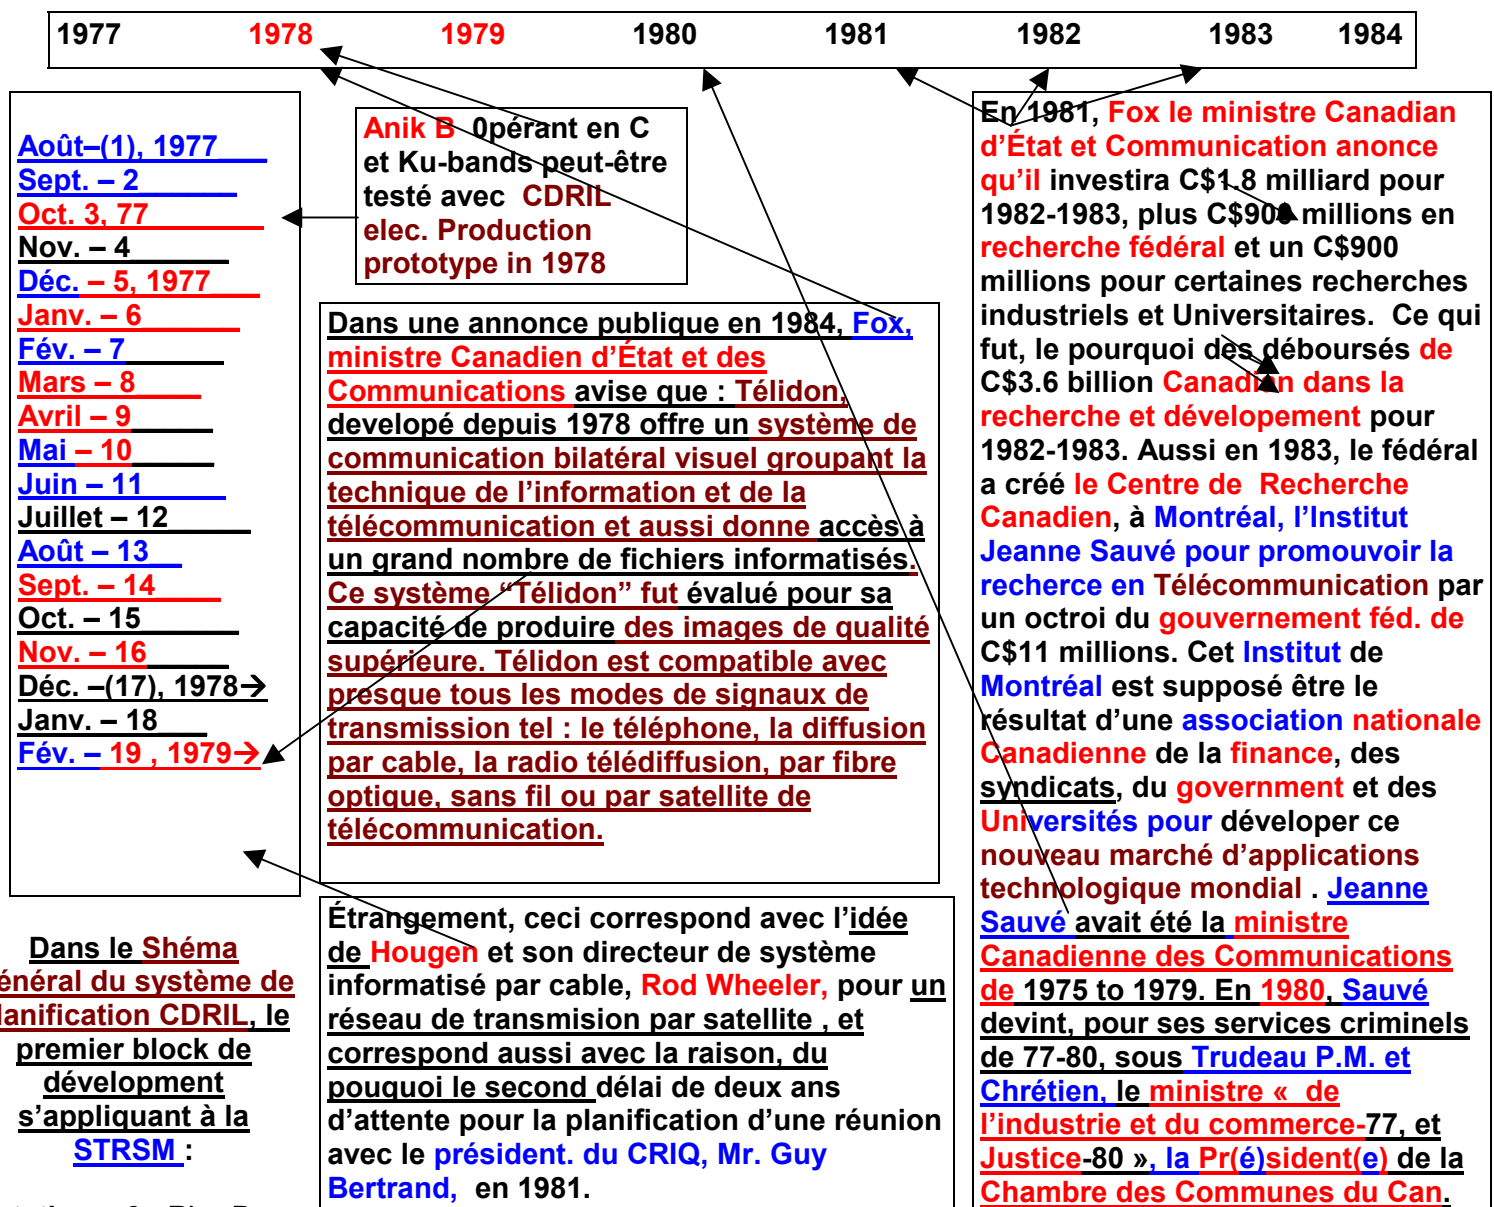 1977 1978 1979 1980 1981 1982 1983 1984
Août–(1), 1977___
Sept. – 2______
Oct. 3, 77_______
Nov. – 4______
Déc. – 5, 1977___
Janv. – 6______
Fév. – 7______
Mars – 8____
Avril – 9_____
Mai – 10_____
Juin – 11_____
Juillet – 12_____
Août – 13__
Sept. – 14____
Oct. – 15______
Nov. – 16_____
Déc. –(17), 1978→
Janv. – 18___
Fév. – 19 , 1979→
Anik B 0pérant en C
et Ku-bands peut-être
testé avec CDRIL
elec. Production
prototype in 1978
Dans une annonce publique en 1984, Fox,
ministre Canadien d’État et des
Communications avise que : Télidon,
developé depuis 1978 offre un système de
communication bilatéral visuel groupant la
technique de l’information et de la
télécommunication et aussi donne accès à
un grand nombre de fichiers informatisés.
Ce système “Télidon” fut évalué pour sa
capacité de produire des images de qualité
supérieure. Télidon est compatible avec
presque tous les modes de signaux de
transmission tel : le téléphone, la diffusion
par cable, la radio télédiffusion, par fibre
optique, sans fil ou par satellite de
télécommunication.
Étrangement, ceci correspond avec l’idée
de Hougen et son directeur de système
informatisé par cable, Rod Wheeler, pour un
réseau de transmision par satellite , et
correspond aussi avec la raison, du
pouquoi le second délai de deux ans
d’attente pour la planification d’une réunion
avec le président. du CRIQ, Mr. Guy
Bertrand, en 1981.
En 1981, Fox le ministre Canadian
d’État et Communication anonce
qu’il investira C$1.8 milliard pour
1982-1983, plus C$900 millions en
recherche fédéral et un C$900
millions pour certaines recherches
industriels et Universitaires. Ce qui
fut, le pourquoi des déboursés de
C$3.6 billion Canadien dans la
recherche et dévelopement pour
1982-1983. Aussi en 1983, le fédéral
a créé le Centre de Recherche
Canadien, à Montréal, l’Institut
Jeanne Sauvé pour promouvoir la
recherce en Télécommunication par
un octroi du gouvernement féd. de
C$11 millions. Cet Institut de
Montréal est supposé être le
résultat d’une association nationale
Canadienne de la finance, des
syndicats, du government et des
Universités pour développer ce
nouveau marché d’applications
technologique mondial . Jeanne
Sauvé avait été la ministre
Canadienne des Communications
de 1975 to 1979. En 1980, Sauvé
devint, pour ses services criminels
de 77-80, sous Trudeau P.M. et
Chrétien, le ministre « de
l’industrie et du commerce-77, et
Justice-80 », la Pr(é)sident(e) de la
Chambre des Communes du Can.
Dans le Shéma
énéral du système de
lanification CDRIL, le
premier block de
dévelopment
s’appliquant à la
STRSM :